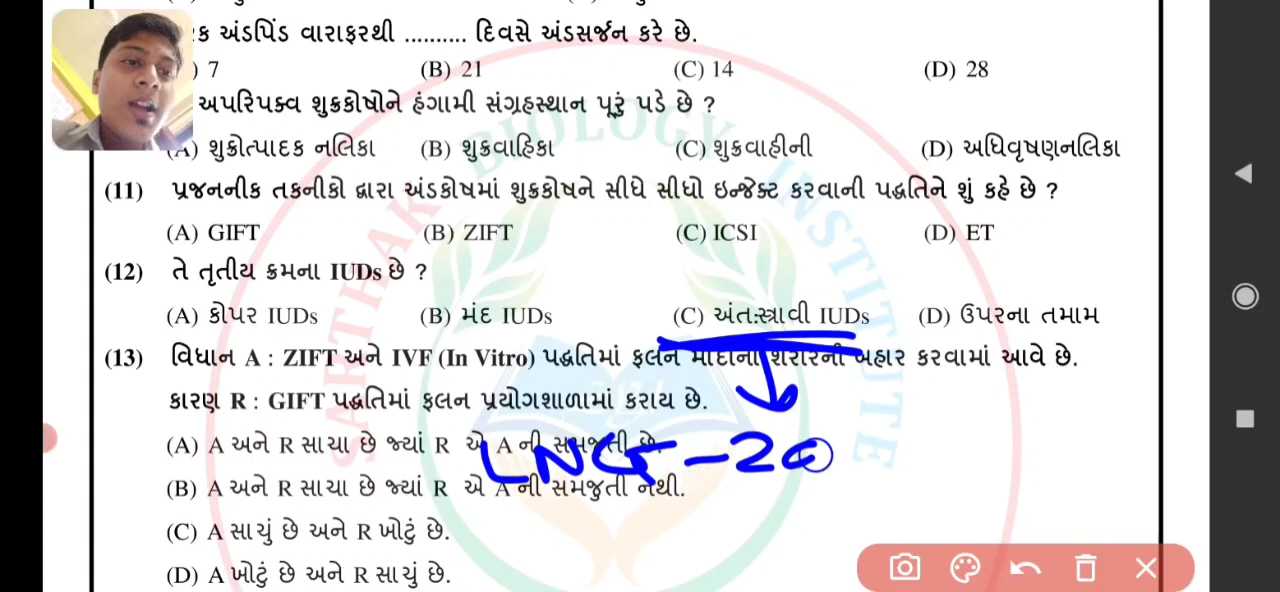 અંડપિંડ વારાફરથી .......... દિવસે અંડસર્જન કરે છે.
) 7 (B) 21 (C) 14 (D) 28
અપરિપક્વ શુક્રકોષોને હંગામી સંગ્રહસ્થાન પૂરું પડે છે ?
(A) શુક્રોત્પાદક નલિકા (B) શુક્રવાહિકા (C) શુક્રવાહીની (D) અધિવૃષણનલિકા
(11) પ્રજનનીક તકનીકો દ્વારા અંડકોષમાં શુક્રકોષને સીધે સીધો ઇન્જેક્ટ કરવાની પદ્ધતિને શું કહે છે ?
(A) GIFT (B) ZIFT (C) ICSI (D) ET
(12) તે તૃતીય ક્રમના IUDs છે ?
(A) કોપર IUDs (B) મંદ IUDs (C) અંતઃસ્ત્રાવી IUDs (D) ઉપરના તમામ
(13) વિધાન A : ZIFT અને IVF (In Vitro) પદ્ધતિમાં ફલન માદાના શરીરની બહાર કરવામાં આવે છે.
કારણ R : GIFT પદ્ધતિમાં ફલન પ્રયોગશાળામાં કરાય છે.
(A) A અને R સાચા છે જ્યાં R એ A ની સમજૂતી છે.
LNG-20
(B) A અને R સાચા છે જ્યાં R એ A ની સમજુતી નથી.
(C) A સાચું છે અને R ખોટું છે.
(D) A ખોટું છે અને R સાચું છે.
SARTHAK BIOLOGY INSTITUTE